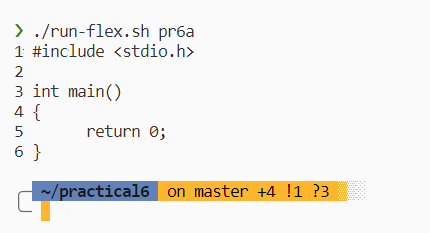 ❯ ./run-flex.sh pr6a
1 #include <stdio.h>
2
3 int main()
4 {
5       return 0;
6 }
~/practical6 on master +4 !1 ?3